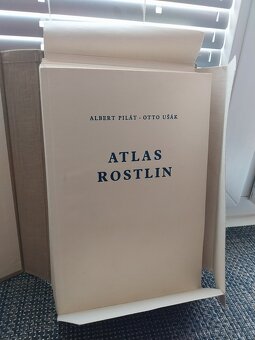 ALBERT PILÁT - OTTO UŠÁK
ATLAS
ROSTLIN